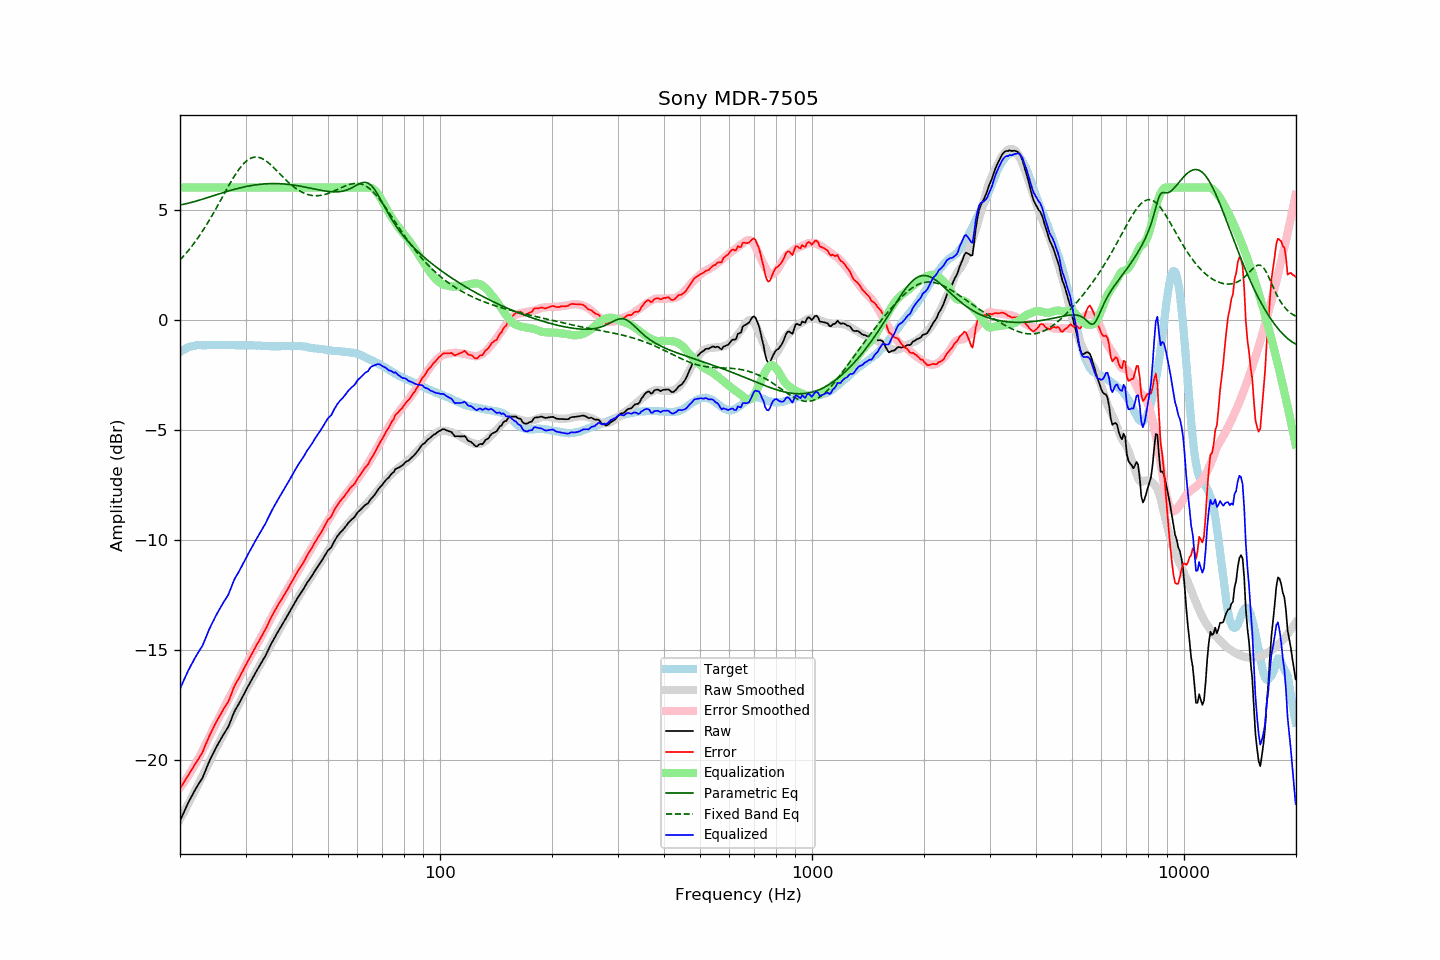 Sony MDR-7505
Amplitude (dBr)
5
0
−5
−10
−15
−20
Target
Raw Smoothed
Error Smoothed
Raw
Error
Equalization
Parametric Eq
Fixed Band Eq
Equalized
100
1000
10000
Frequency (Hz)